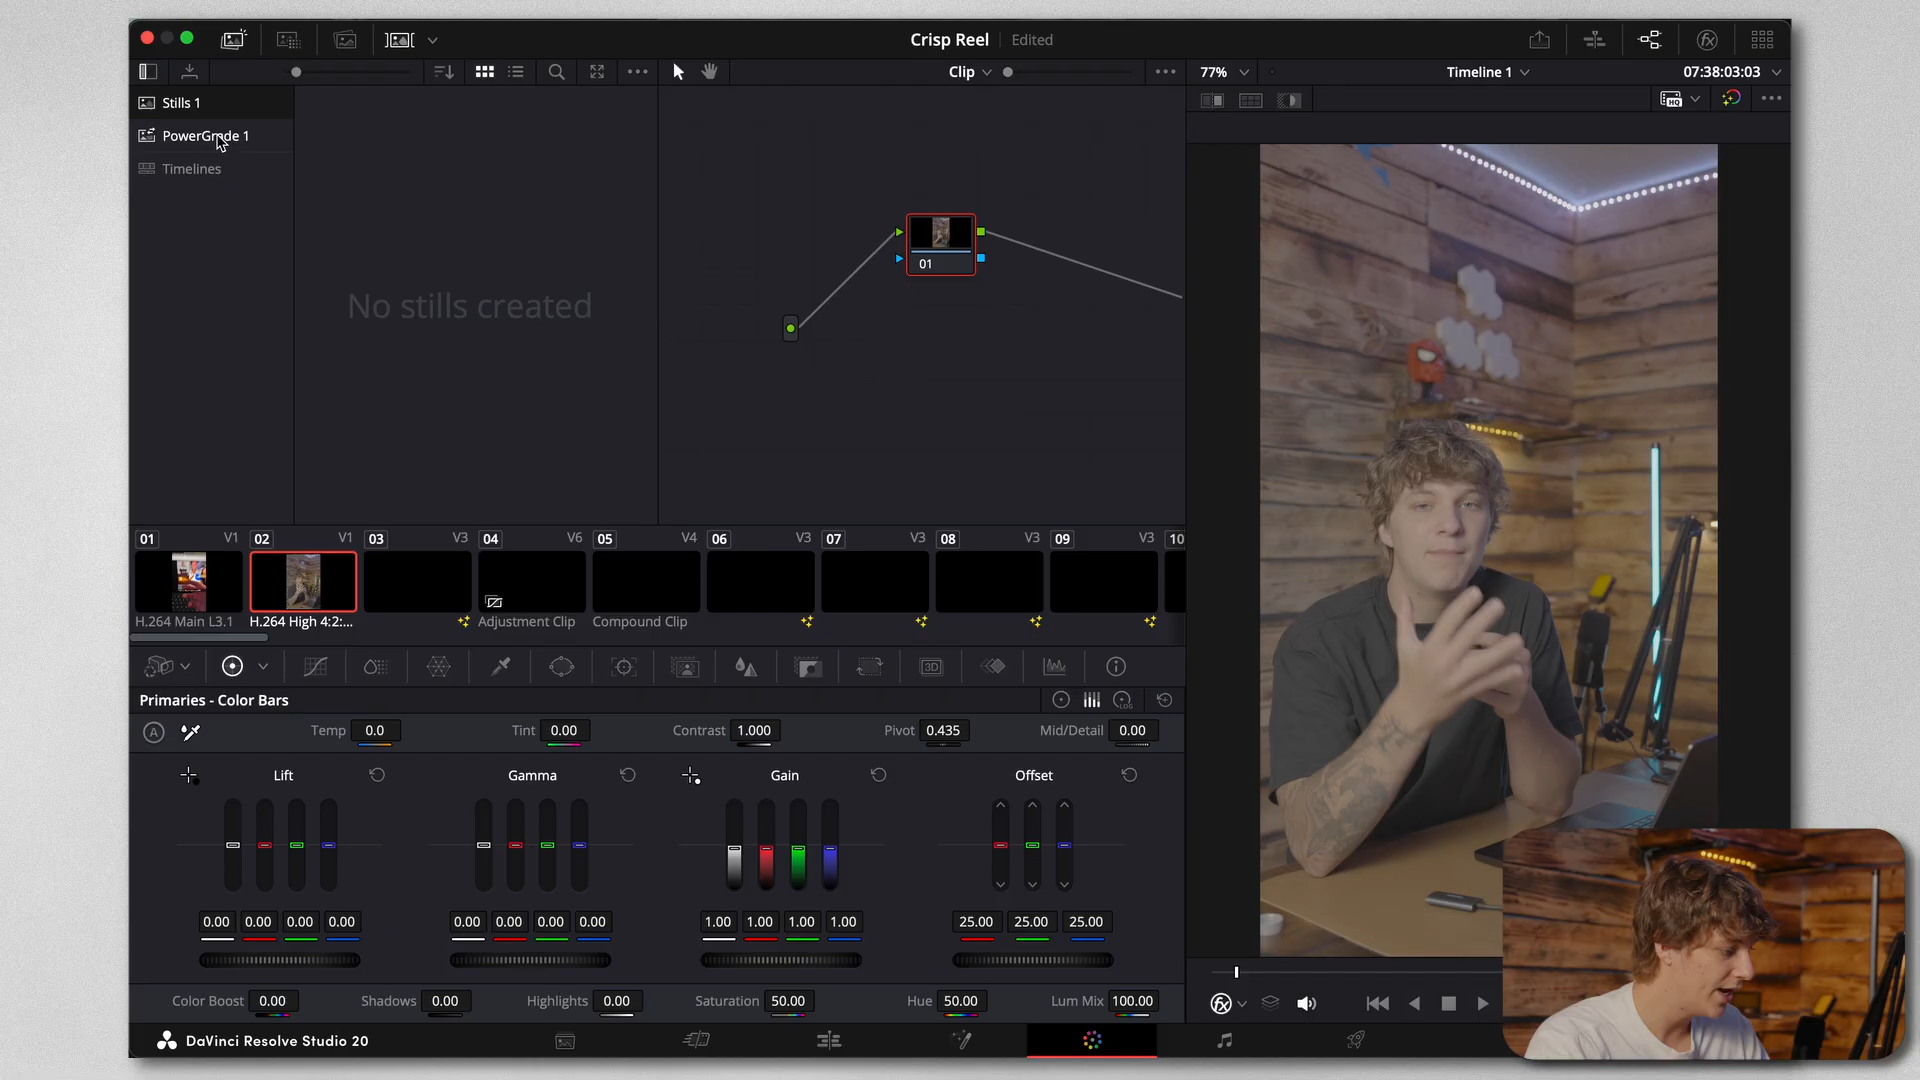 Crisp Reel Edited
Clip
77%
Timeline 1
07:38:03:03
Stills 1
PowerGrade 1
Timelines
No stills created
HQ
01
01 V1
02 V1
03 V3
04 V6
05 V4
06 V3
07 V3
08 V3
09 V3
10
H.264 Main L3.1
H.264 High 4:2:...
Adjustment Clip
Compound Clip
3D
Primaries - Color Bars
LOG
A
Temp 0.0
Tint 0.00
Contrast 1.000
Pivot 0.435
Mid/Detail 0.00
Lift
Gamma
Gain
Offset
0.00 0.00 0.00 0.00
0.00 0.00 0.00 0.00
1.00 1.00 1.00 1.00
25.00 25.00 25.00
Color Boost 0.00
Shadows 0.00
Highlights 0.00
Saturation 50.00
Hue 50.00
Lum Mix 100.00
DaVinci Resolve Studio 20